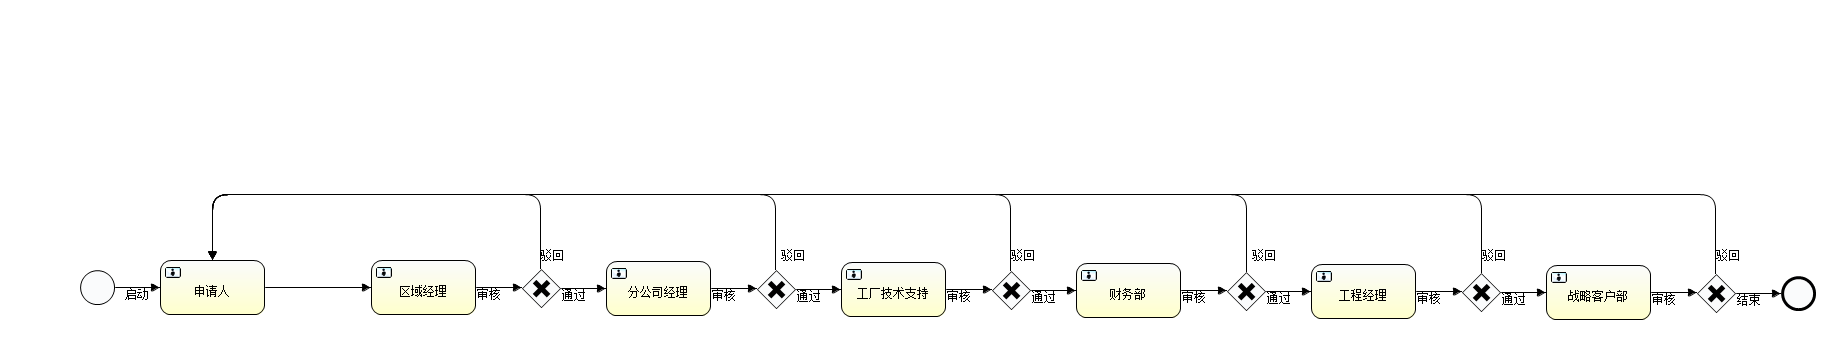 启动
申请人
区域经理
审核
驳回
通过
分公司经理
审核
驳回
通过
工厂技术支持
审核
驳回
通过
财务部
审核
驳回
通过
工程经理
审核
驳回
通过
战略客户部
审核
驳回
结束